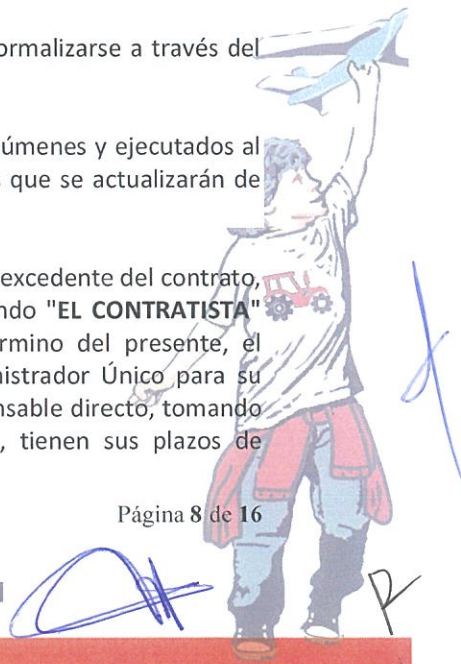 ormalizarse a través del
úmenes y ejecutados al
s que se actualizarán de
excedente del contrato,
ndo "EL CONTRATISTA"
ermino del presente, el
nistrador Único para su
nsable directo, tomando
, tienen sus plazos de
Página 8 de 16